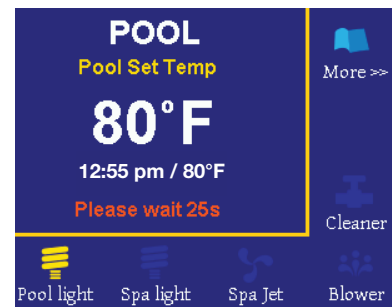 POOL
Pool Set Temp
80°F
12:55 pm / 80°F
Please wait 25s
More >>
Cleaner
Pool light Spa light Spa Jet Blower